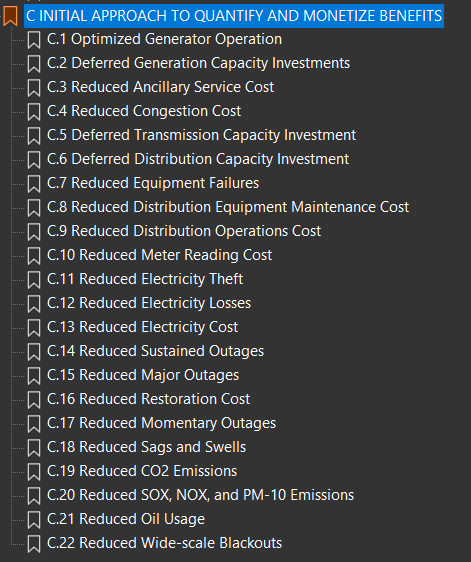 C INITIAL APPROACH TO QUANTIFY AND MONETIZE BENEFITS
C.1 Optimized Generator Operation
C.2 Deferred Generation Capacity Investments
C.3 Reduced Ancillary Service Cost
C.4 Reduced Congestion Cost
C.5 Deferred Transmission Capacity Investment
C.6 Deferred Distribution Capacity Investment
C.7 Reduced Equipment Failures
C.8 Reduced Distribution Equipment Maintenance Cost
C.9 Reduced Distribution Operations Cost
C.10 Reduced Meter Reading Cost
C.11 Reduced Electricity Theft
C.12 Reduced Electricity Losses
C.13 Reduced Electricity Cost
C.14 Reduced Sustained Outages
C.15 Reduced Major Outages
C.16 Reduced Restoration Cost
C.17 Reduced Momentary Outages
C.18 Reduced Sags and Swells
C.19 Reduced CO2 Emissions
C.20 Reduced SOX, NOX, and PM-10 Emissions
C.21 Reduced Oil Usage
C.22 Reduced Wide-scale Blackouts